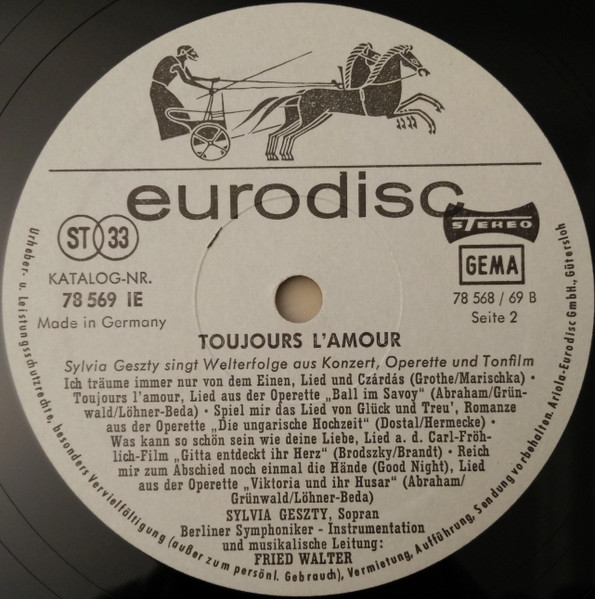 eurodisc
ST 33
STEREO
GEMA
KATALOG-NR.
78 569 IE
Made in Germany
78 568 / 69 B
Seite 2
TOUJOURS L'AMOUR
Sylvia Geszty singt Welterfolge aus Konzert, Operette und Tonfilm
Ich träume immer nur von dem Einen, Lied und Czárdás (Grothe/Marischka) •
Toujours l'amour, Lied aus der Operette „Ball im Savoy" (Abraham/Grün-
wald/Löhner-Beda) • Spiel mir das Lied von Glück und Treu', Romanze
aus der Operette „Die ungarische Hochzeit" (Dostal/Hermecke) •
Was kann so schön sein wie deine Liebe, Lied a. d. Carl-Fröh-
lich-Film „Gitta entdeckt ihr Herz" (Brodszky/Brandt) • Reich
mir zum Abschied noch einmal die Hände (Good Night), Lied
aus der Operette „Viktoria und ihr Husar" (Abraham/
Grünwald/Löhner-Beda)
SYLVIA GESZTY, Sopran
Berliner Symphoniker - Instrumentation
und musikalische Leitung:
FRIED WALTER
Urheber- u. Leistungsschutzrechte, besonders Vervielfältigung (außer zum persönl. Gebrauch), Vermietung, Aufführung, Sendung vorbehalten. Ariola-Eurodisc GmbH., Gütersloh